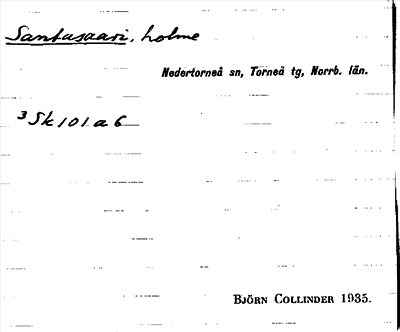 Santasaari, holme
Nedertorneå sn, Torneå tg, Norrb. län.
³Sk101a6
BJÖRN COLLINDER 1935.